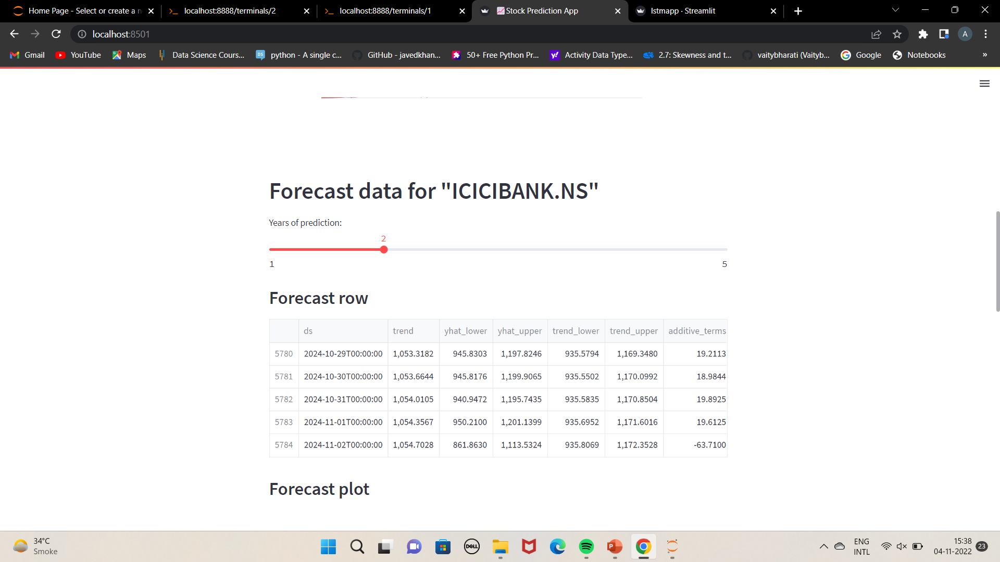 Home Page - Select or create a n
localhost:8888/terminals/2
localhost:8888/terminals/1
📈Stock Prediction App
lstmapp · Streamlit
localhost:8501
A
Gmail
YouTube
Maps
Data Science Cours...
DS
python - A single c...
GitHub - javedkhan...
50+ Free Python Pr...
y!
Activity Data Type...
2.7: Skewness and t...
vaitybharati (Vaityb...
Google
Notebooks
»
Forecast data for "ICICIBANK.NS"
Years of prediction:
2
1 5
Forecast row
ds trend yhat_lower yhat_upper trend_lower trend_upper additive_terms
5780 2024-10-29T00:00:00 1,053.3182 945.8303 1,197.8246 935.5794 1,169.3480 19.2113
5781 2024-10-30T00:00:00 1,053.6644 945.8176 1,199.9065 935.5502 1,170.0992 18.9844
5782 2024-10-31T00:00:00 1,054.0105 940.9472 1,195.7435 935.5835 1,170.8504 19.8925
5783 2024-11-01T00:00:00 1,054.3567 950.2100 1,201.1399 935.6952 1,171.6016 19.6125
5784 2024-11-02T00:00:00 1,054.7028 861.8630 1,113.5324 935.8069 1,172.3528 -63.7100
Forecast plot
34°C
Smoke
DELL
P
ENG
INTL
15:38
04-11-2022
23